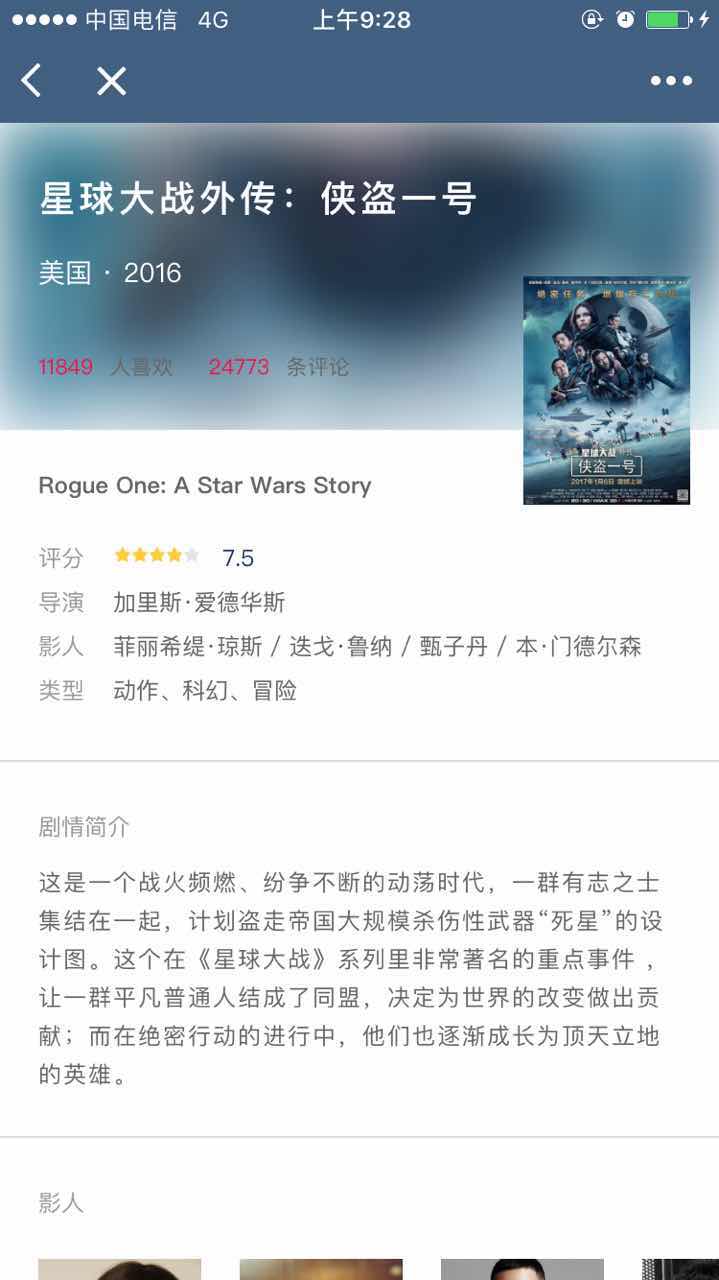 中国电信 4G 上午9:28
星球大战外传：侠盗一号
美国 · 2016
11849 人喜欢 24773 条评论
绝密任务
星球大战
侠盗一号
2017年1月6日
Rogue One: A Star Wars Story
评分 7.5
导演 加里斯·爱德华斯
影人 菲丽希缇·琼斯 / 迭戈·鲁纳 / 甄子丹 / 本·门德尔森
类型 动作、科幻、冒险
剧情简介
这是一个战火频燃、纷争不断的动荡时代，一群有志之士
集结在一起，计划盗走帝国大规模杀伤性武器“死星”的设
计图。这个在《星球大战》系列里非常著名的重点事件 ，
让一群平凡普通人结成了同盟，决定为世界的改变做出贡
献；而在绝密行动的进行中，他们也逐渐成长为顶天立地
的英雄。
影人